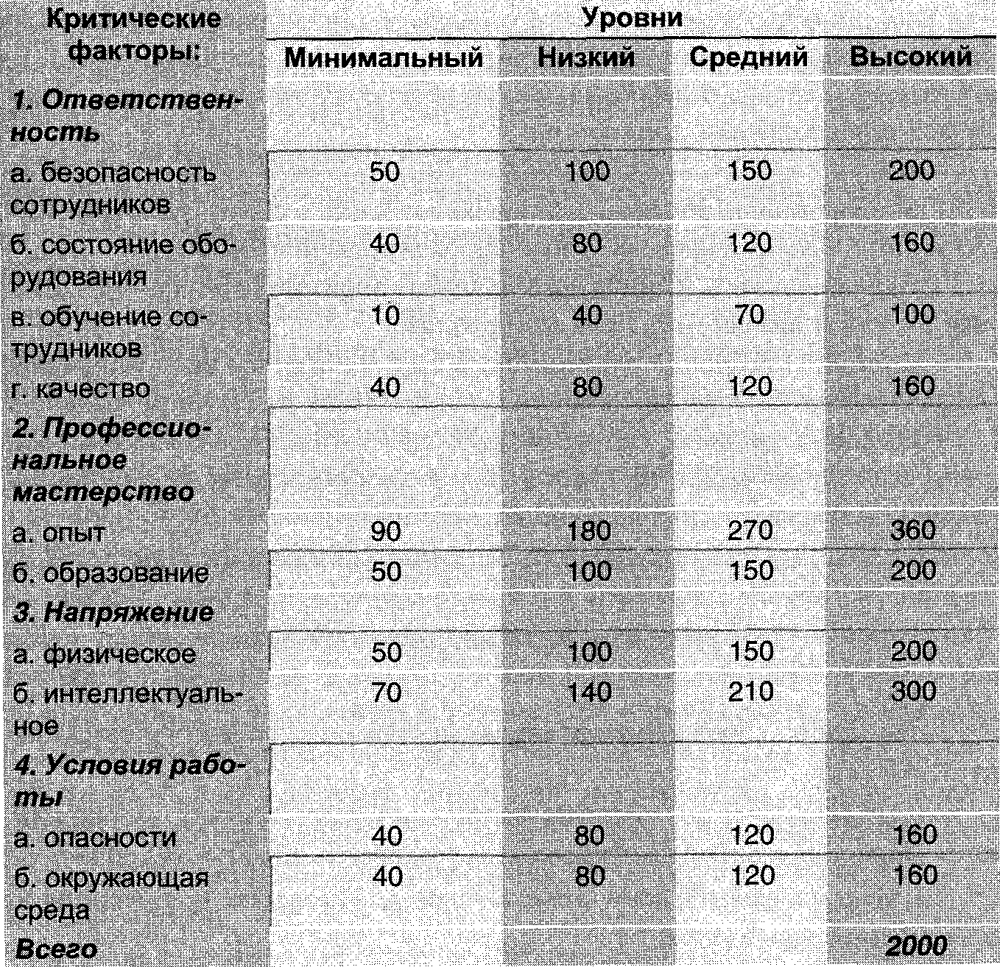 Критические
факторы:
Уровни
Минимальный Низкий Средний Высокий
1. Ответствен-
ность
а. безопасность 50 100 150 200
сотрудников
б. состояние обо- 40 80 120 160
рудования
в. обучение со- 10 40 70 100
трудников
г. качество 40 80 120 160
2. Профессио-
нальное
мастерство
а. опыт 90 180 270 360
б. образование 50 100 150 200
3. Напряжение
а. физическое 50 100 150 200
б. интеллектуаль- 70 140 210 300
ное
4. Условия рабо-
ты
а. опасности 40 80 120 160
б. окружающая 40 80 120 160
среда
Всего 2000